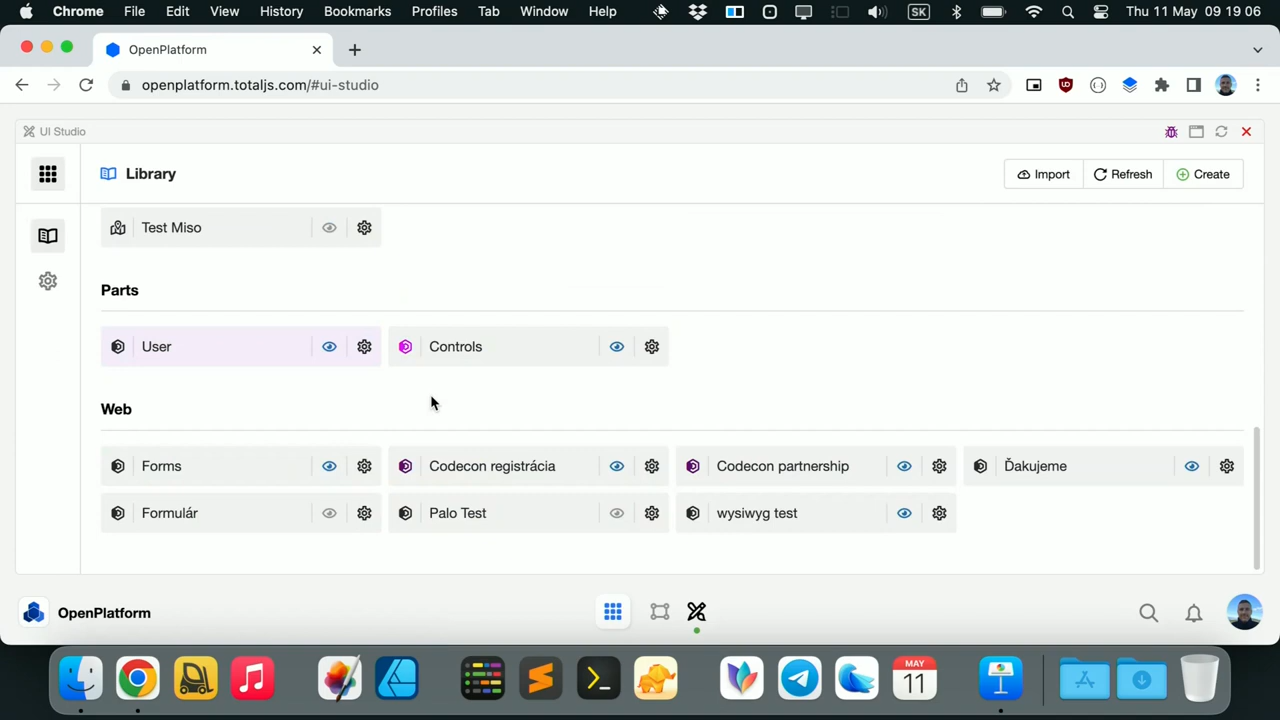 Chrome File Edit View History Bookmarks Profiles Tab Window Help SK Thu 11 May 09 19 06
OpenPlatform
openplatform.totaljs.com/#ui-studio
UI Studio
Library Import Refresh Create
Test Miso
Parts
User Controls
Web
Forms Codecon registrácia Codecon partnership Ďakujeme
Formulár Palo Test wysiwyg test
OpenPlatform
MAY
11